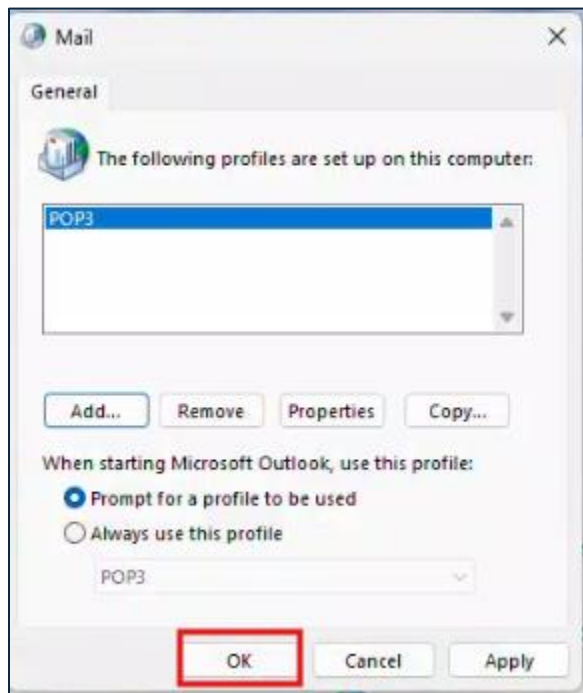 Mail
General
The following profiles are set up on this computer:
POP3
Add... Remove Properties Copy...
When starting Microsoft Outlook, use this profile:
Prompt for a profile to be used
Always use this profile
POP3
OK Cancel Apply